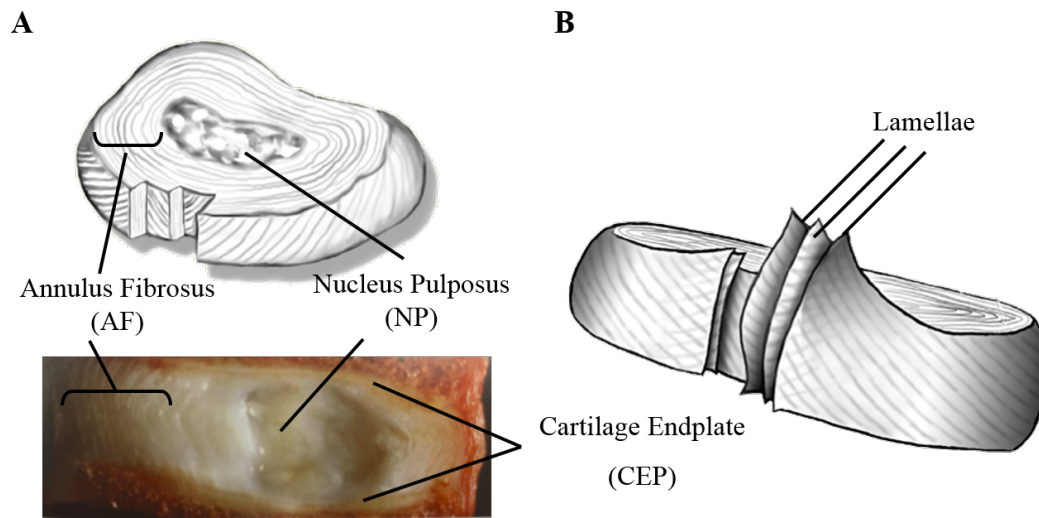 A
B
Lamellae
Annulus Fibrosus
(AF)
Nucleus Pulposus
(NP)
Cartilage Endplate
(CEP)